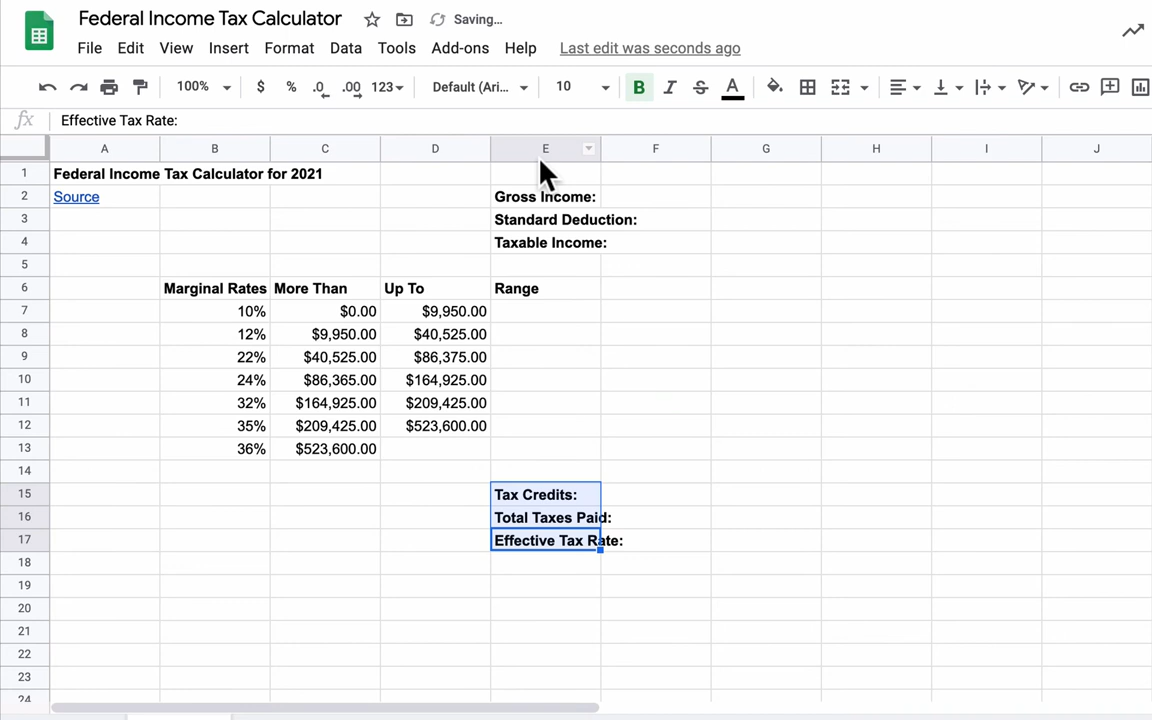 Federal Income Tax Calculator Saving...
File Edit View Insert Format Data Tools Add-ons Help Last edit was seconds ago
100% $ % .0 .00 123 Default (Ari... 10 B I S A
fx Effective Tax Rate:
A B C D E F G H I J
1 Federal Income Tax Calculator for 2021
2 Source Gross Income:
3 Standard Deduction:
4 Taxable Income:
5
6 Marginal Rates More Than Up To Range
7 10% $0.00 $9,950.00
8 12% $9,950.00 $40,525.00
9 22% $40,525.00 $86,375.00
10 24% $86,365.00 $164,925.00
11 32% $164,925.00 $209,425.00
12 35% $209,425.00 $523,600.00
13 36% $523,600.00
14
15 Tax Credits:
16 Total Taxes Paid:
17 Effective Tax Rate:
18
19
20
21
22
23
24